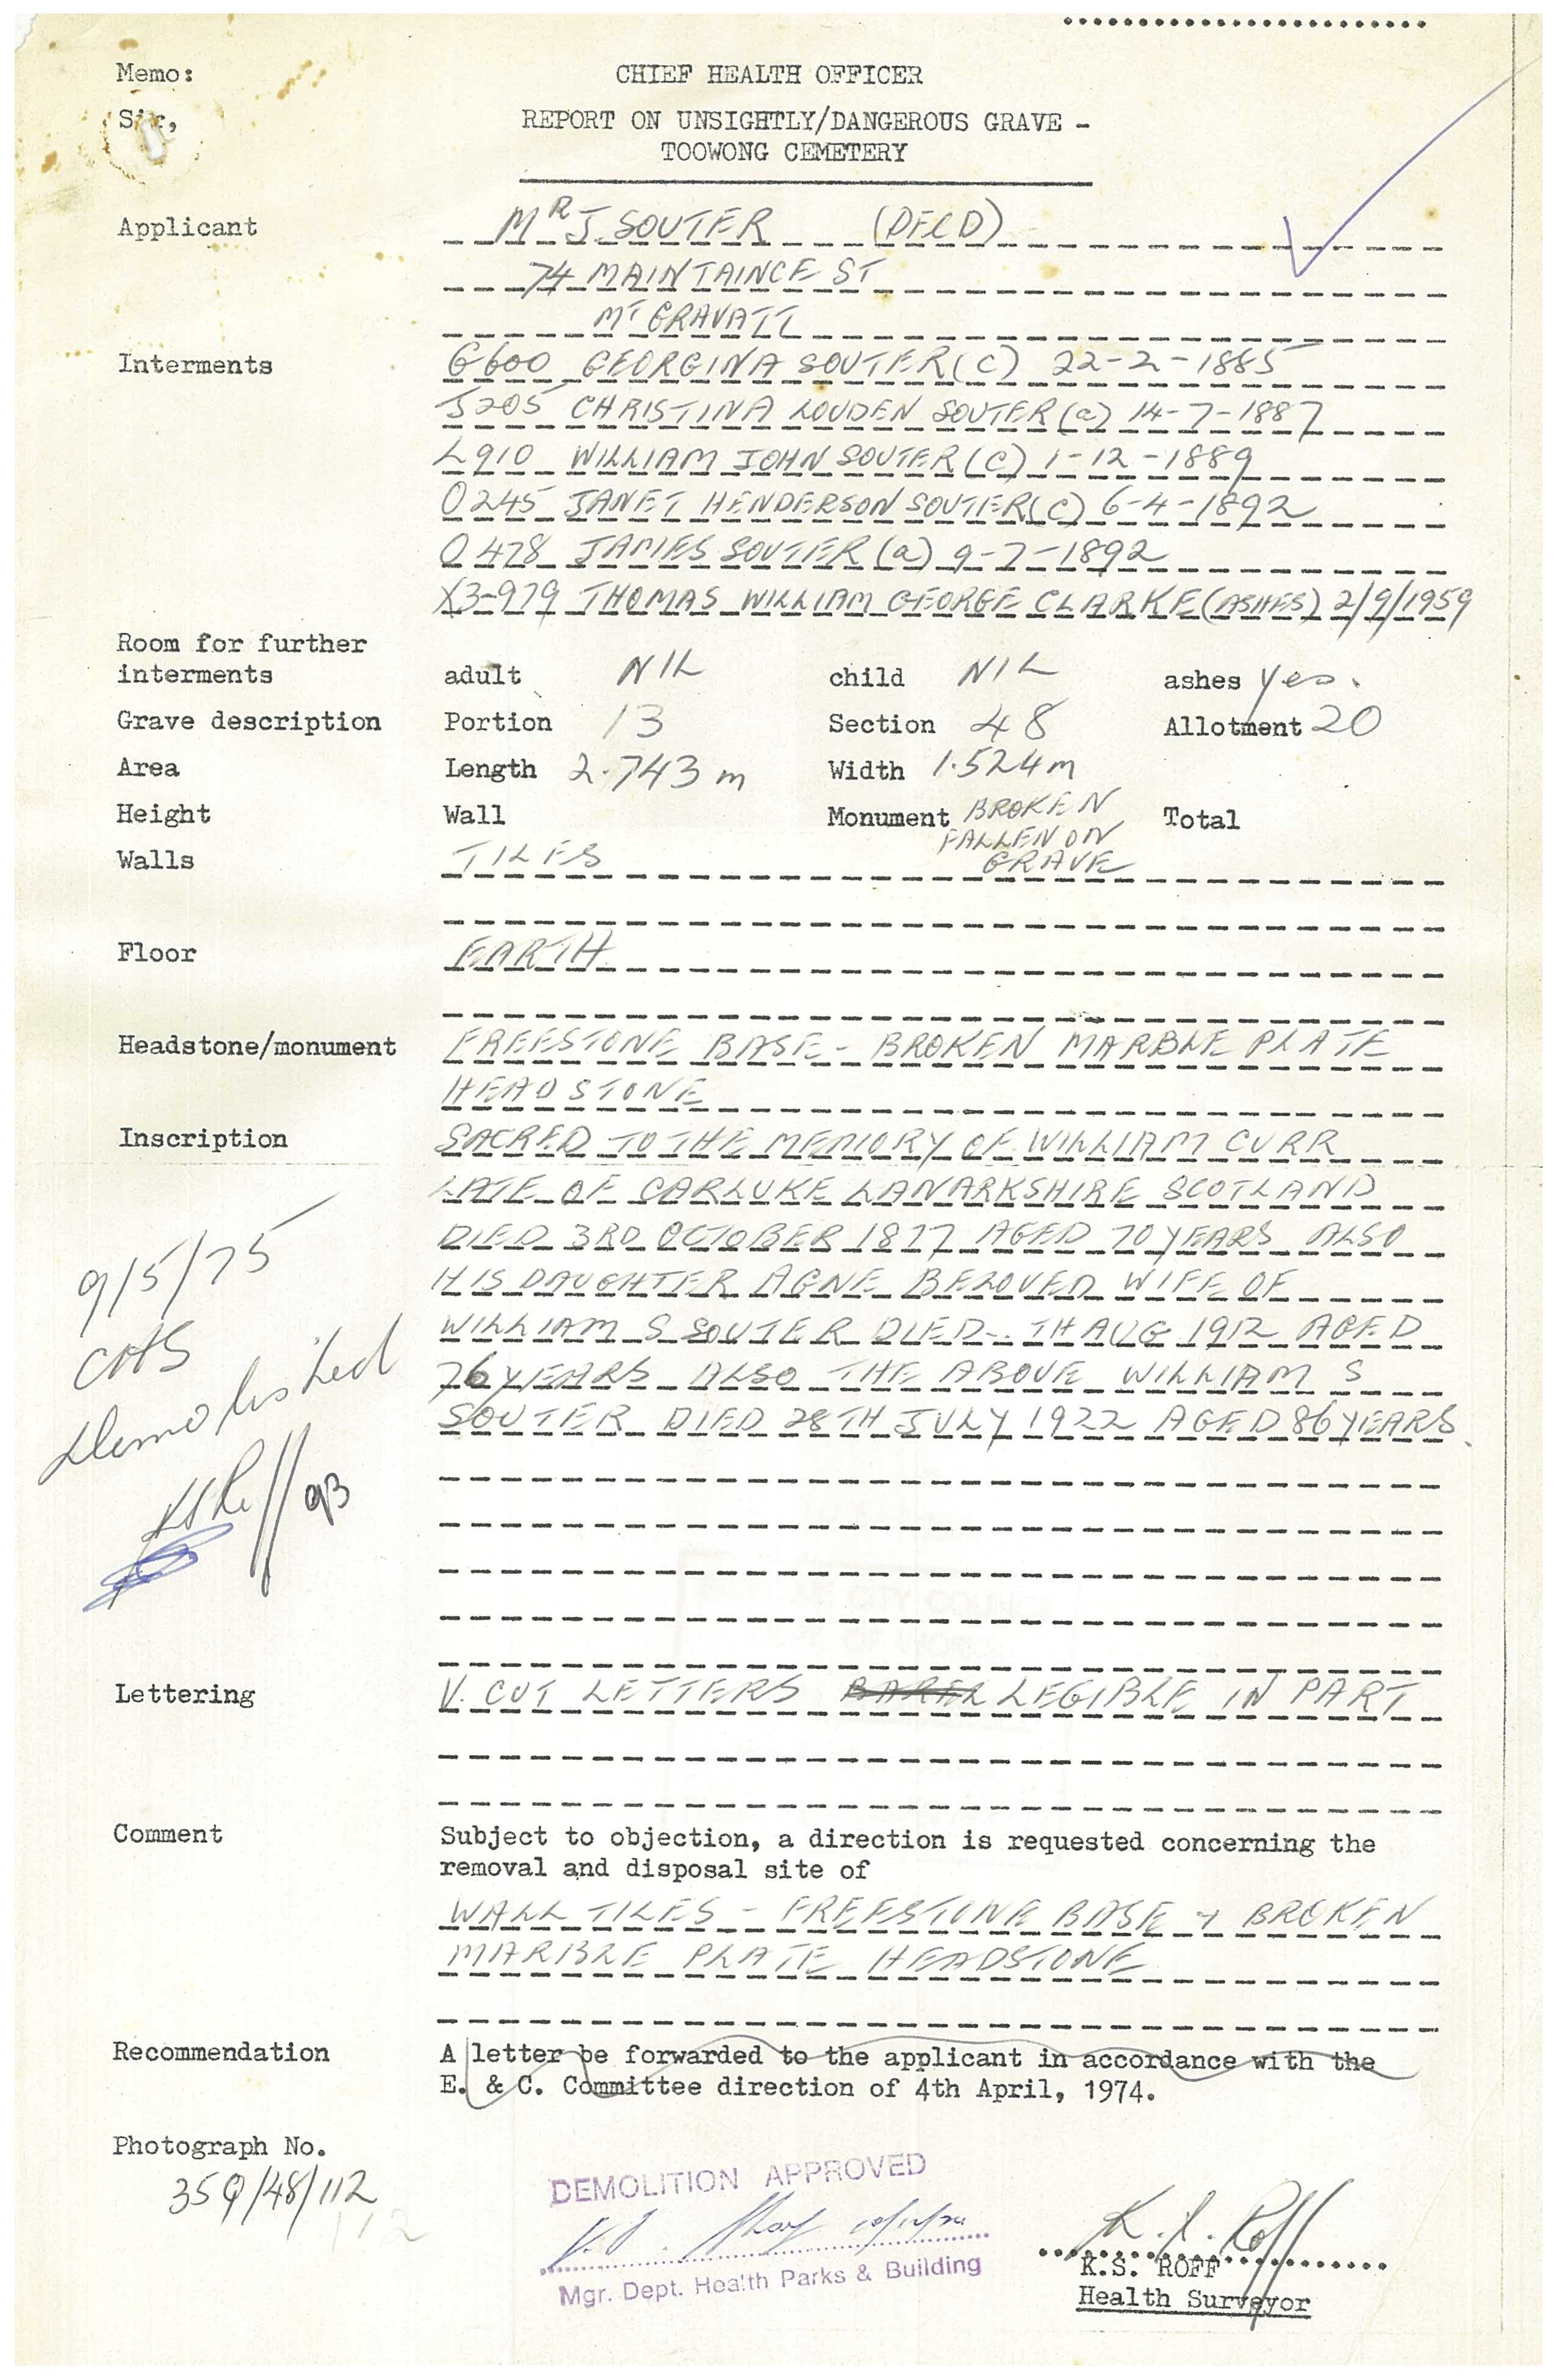 Memo:
CHIEF HEALTH OFFICER
Sir,
REPORT ON UNSIGHTLY/DANGEROUS GRAVE -
TOOWONG CEMETERY
Applicant MR J. SOUTER (DECD)
74 MAINTAINCE ST
MT GRAVATT
Interments G600 GEORGINA SOUTER (C) 22-2-1885
J205 CHRISTINA LOUDEN SOUTER (a) 14-7-1887
L910 WILLIAM JOHN SOUTER (C) 1-12-1889
O245 JANET HENDERSON SOUTER (C) 6-4-1892
O478 JAMES SOUTER (a) 9-7-1892
X3-979 THOMAS WILLIAM GEORGE CLARKE (ASHES) 2/9/1959
Room for further
interments adult NIL child NIL ashes yes.
Grave description Portion 13 Section 48 Allotment 20
Area Length 2.743 m Width 1.524m
Height Wall Monument BROKEN Total
FALLEN ON
Walls TILES GRAVE
Floor EARTH
Headstone/monument FREESTONE BASE - BROKEN MARBLE PLATE
HEADSTONE
Inscription SACRED TO THE MEMORY OF WILLIAM CURR
LATE OF CARLUKE LANARKSHIRE SCOTLAND
DIED 3RD OCTOBER 1877 AGED 70 YEARS ALSO
HIS DAUGHTER AGNE BELOVED WIFE OF
WILLIAM S SOUTER DIED - TH AUG 1912 AGED
76 YEARS ALSO THE ABOVE WILLIAM S
SOUTER DIED 28TH JULY 1922 AGED 86 YEARS.
9/5/75
CHS
Demolished
KSRoff
Lettering V. CUT LETTERS LEGIBLE IN PART
Comment Subject to objection, a direction is requested concerning the
removal and disposal site of
WALL TILES - FREESTONE BASE + BROKEN
MARBLE PLATE HEADSTONE
Recommendation A letter be forwarded to the applicant in accordance with the
E. & C. Committee direction of 4th April, 1974.
Photograph No.
359/48/112
112
DEMOLITION APPROVED
Mgr. Dept. Health Parks & Building
K. S. Roff
K.S. ROFF
Health Surveyor